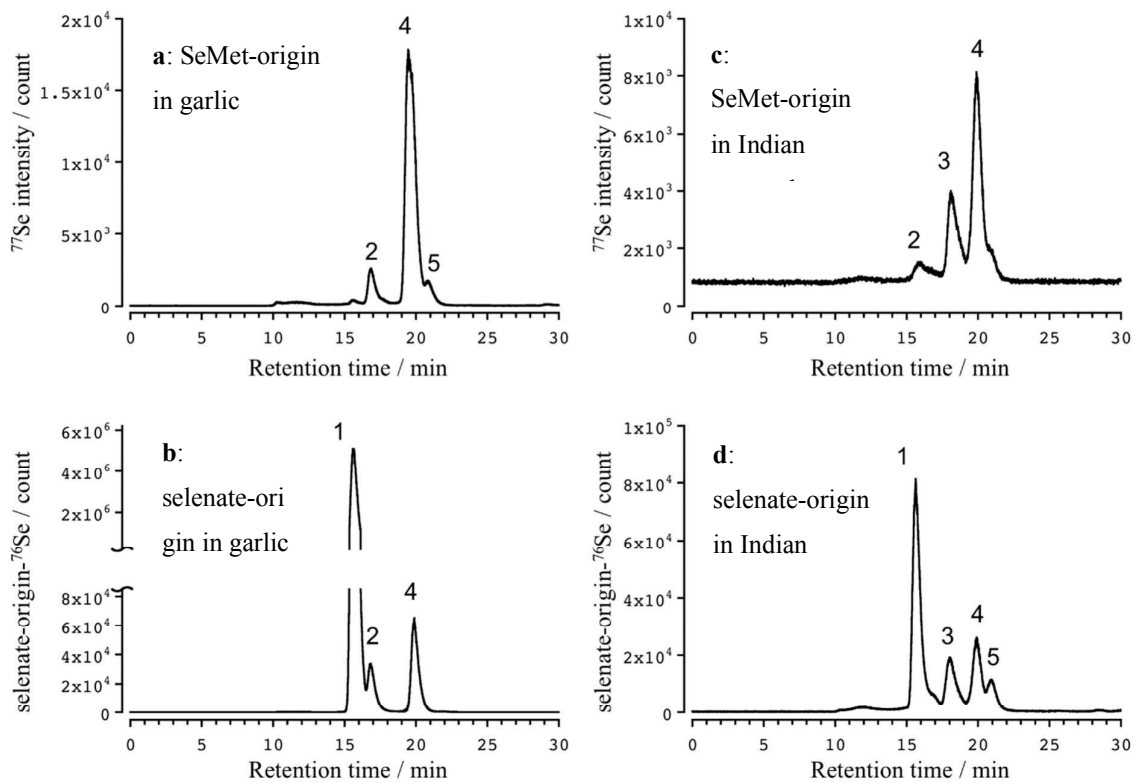 ⁷⁷Se intensity / count
2x10⁴
1.5x10⁴
1x10⁴
5x10³
0
a: SeMet-origin
in garlic
4
2
5
0 5 10 15 20 25 30
Retention time / min
⁷⁷Se intensity / count
1x10⁴
8x10³
6x10³
4x10³
2x10³
0
c:
SeMet-origin
in Indian
4
3
2
0 5 10 15 20 25 30
Retention time / min
selenate-origin-⁷⁶Se / count
6x10⁶
4x10⁶
2x10⁶
8x10⁴
6x10⁴
4x10⁴
2x10⁴
0
b:
selenate-ori
gin in garlic
1
4
2
0 5 10 15 20 25 30
Retention time / min
selenate-origin-⁷⁶Se / count
1x10⁵
8x10⁴
6x10⁴
4x10⁴
2x10⁴
0
d:
selenate-origin
in Indian
1
4
3
5
0 5 10 15 20 25 30
Retention time / min